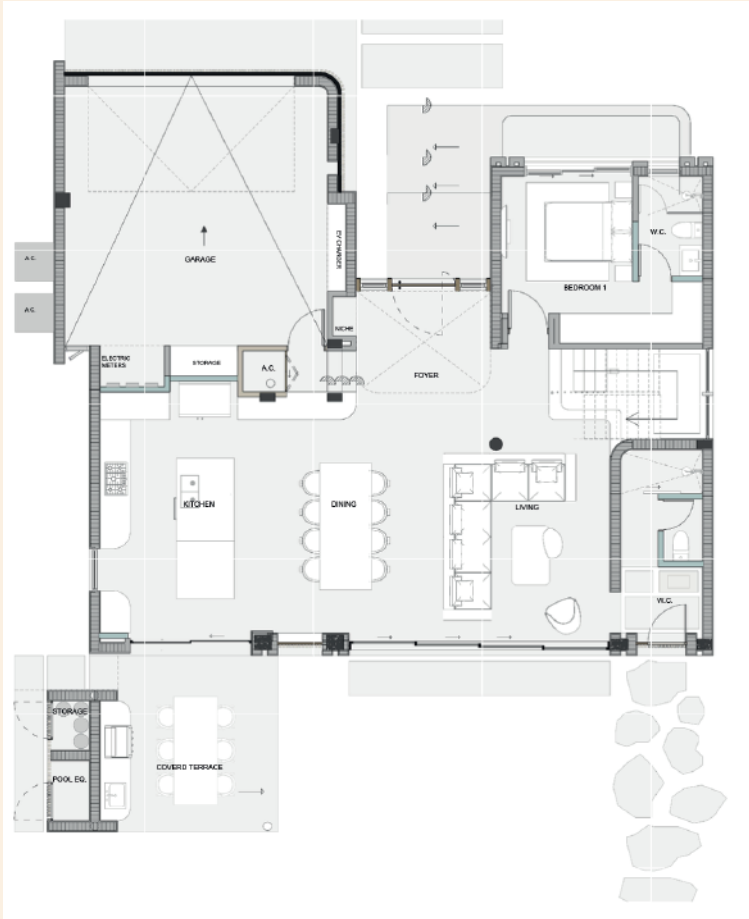 W.C.
A.C.
GARAGE
EV CHARGER
BEDROOM 1
A.C.
NICHE
ELECTRIC
METERS
STORAGE
A.C.
FOYER
KITCHEN
DINING
LIVING
W.C.
STORAGE
POOL EQ.
COVERD TERRACE